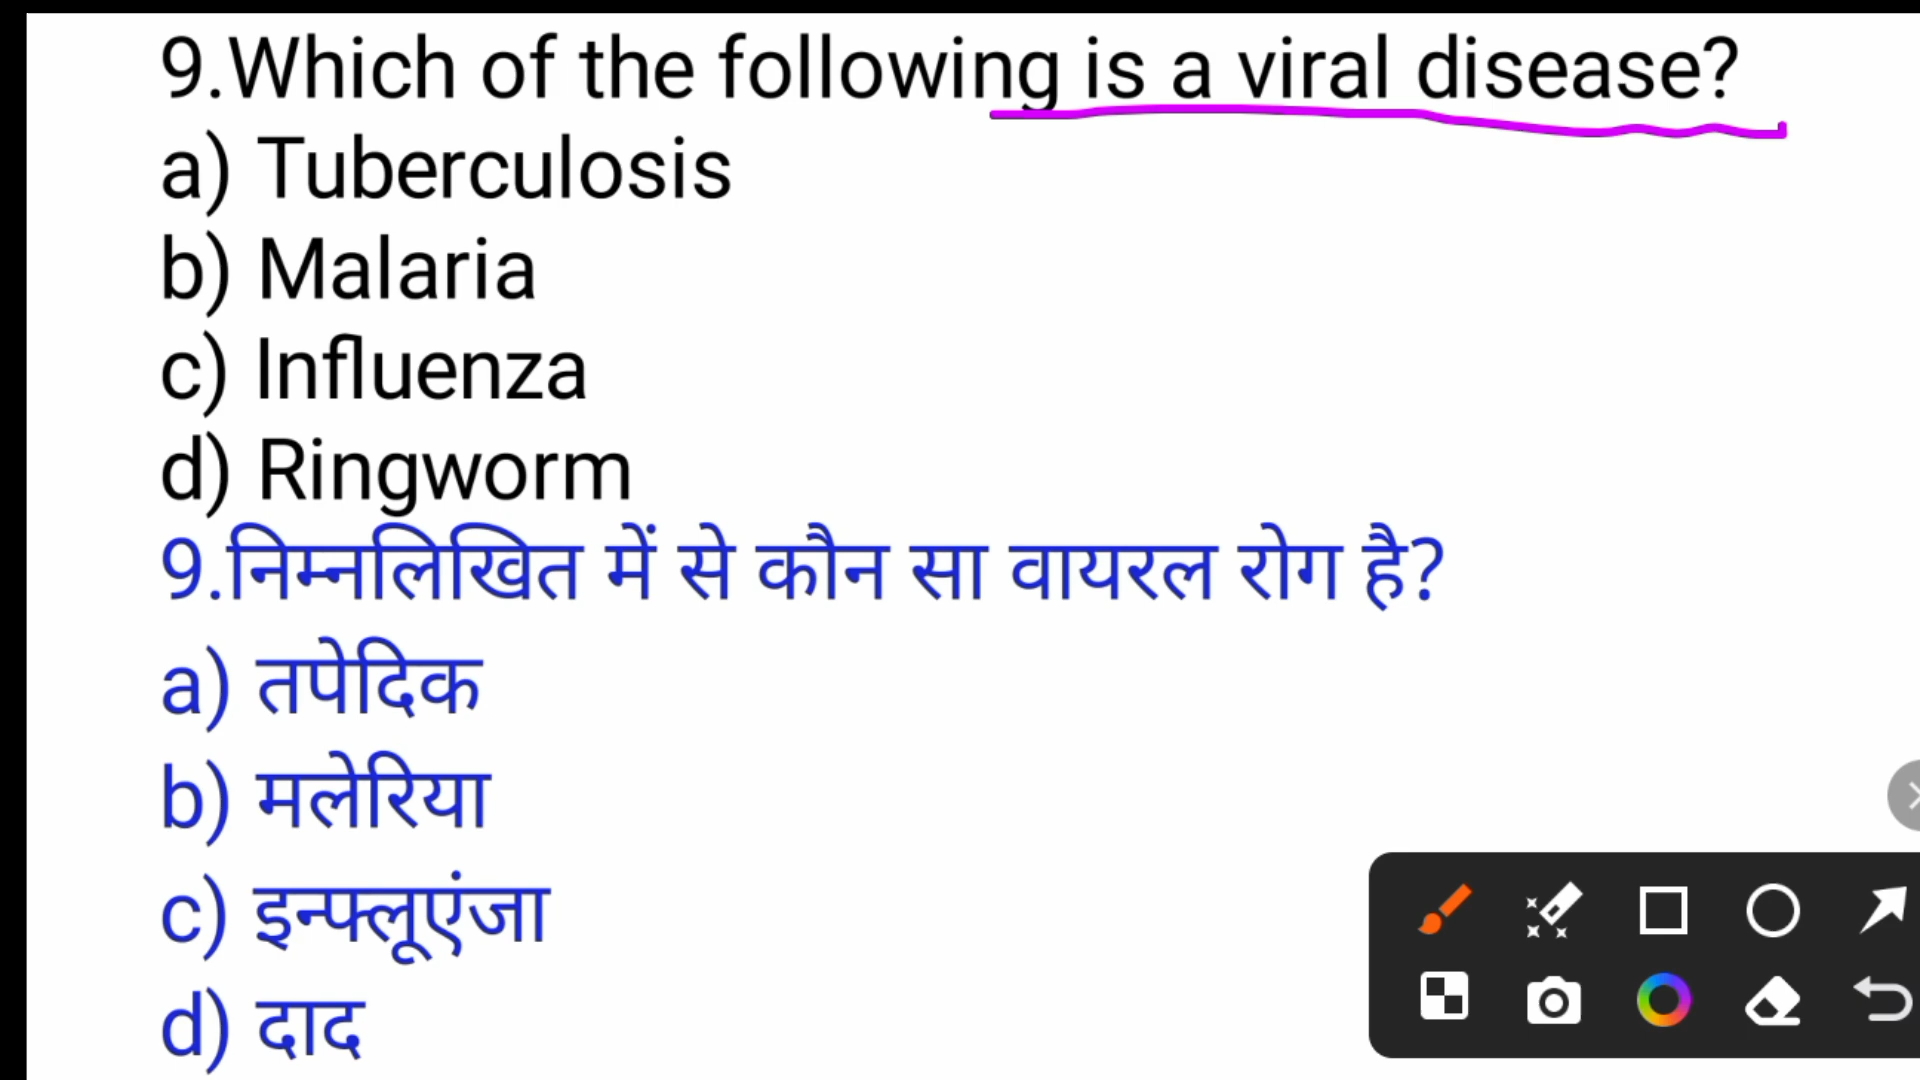 9.Which of the following is a viral disease?
a) Tuberculosis
b) Malaria
c) Influenza
d) Ringworm
9.निम्नलिखित में से कौन सा वायरल रोग है?
a) तपेदिक
b) मलेरिया
c) इन्फ्लूएंजा
d) दाद